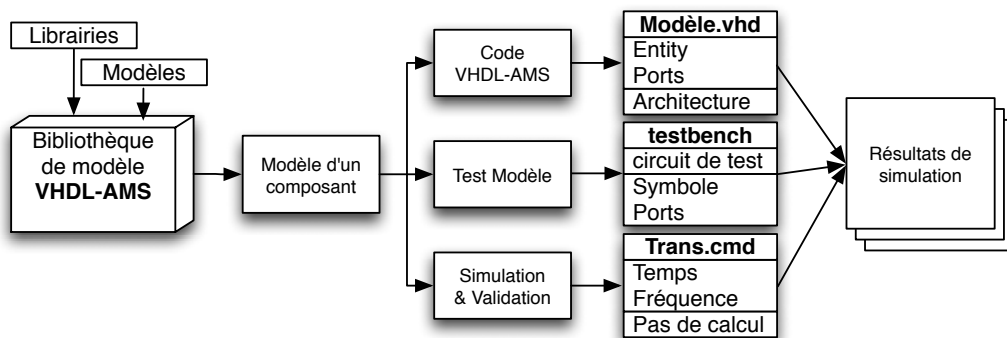 Librairies
Modèles
Bibliothèque
de modèle
VHDL-AMS
Modèle d'un
composant
Code
VHDL-AMS
Test Modèle
Simulation
& Validation
Modèle.vhd
Entity
Ports
Architecture
testbench
circuit de test
Symbole
Ports
Trans.cmd
Temps
Fréquence
Pas de calcul
Résultats de
simulation